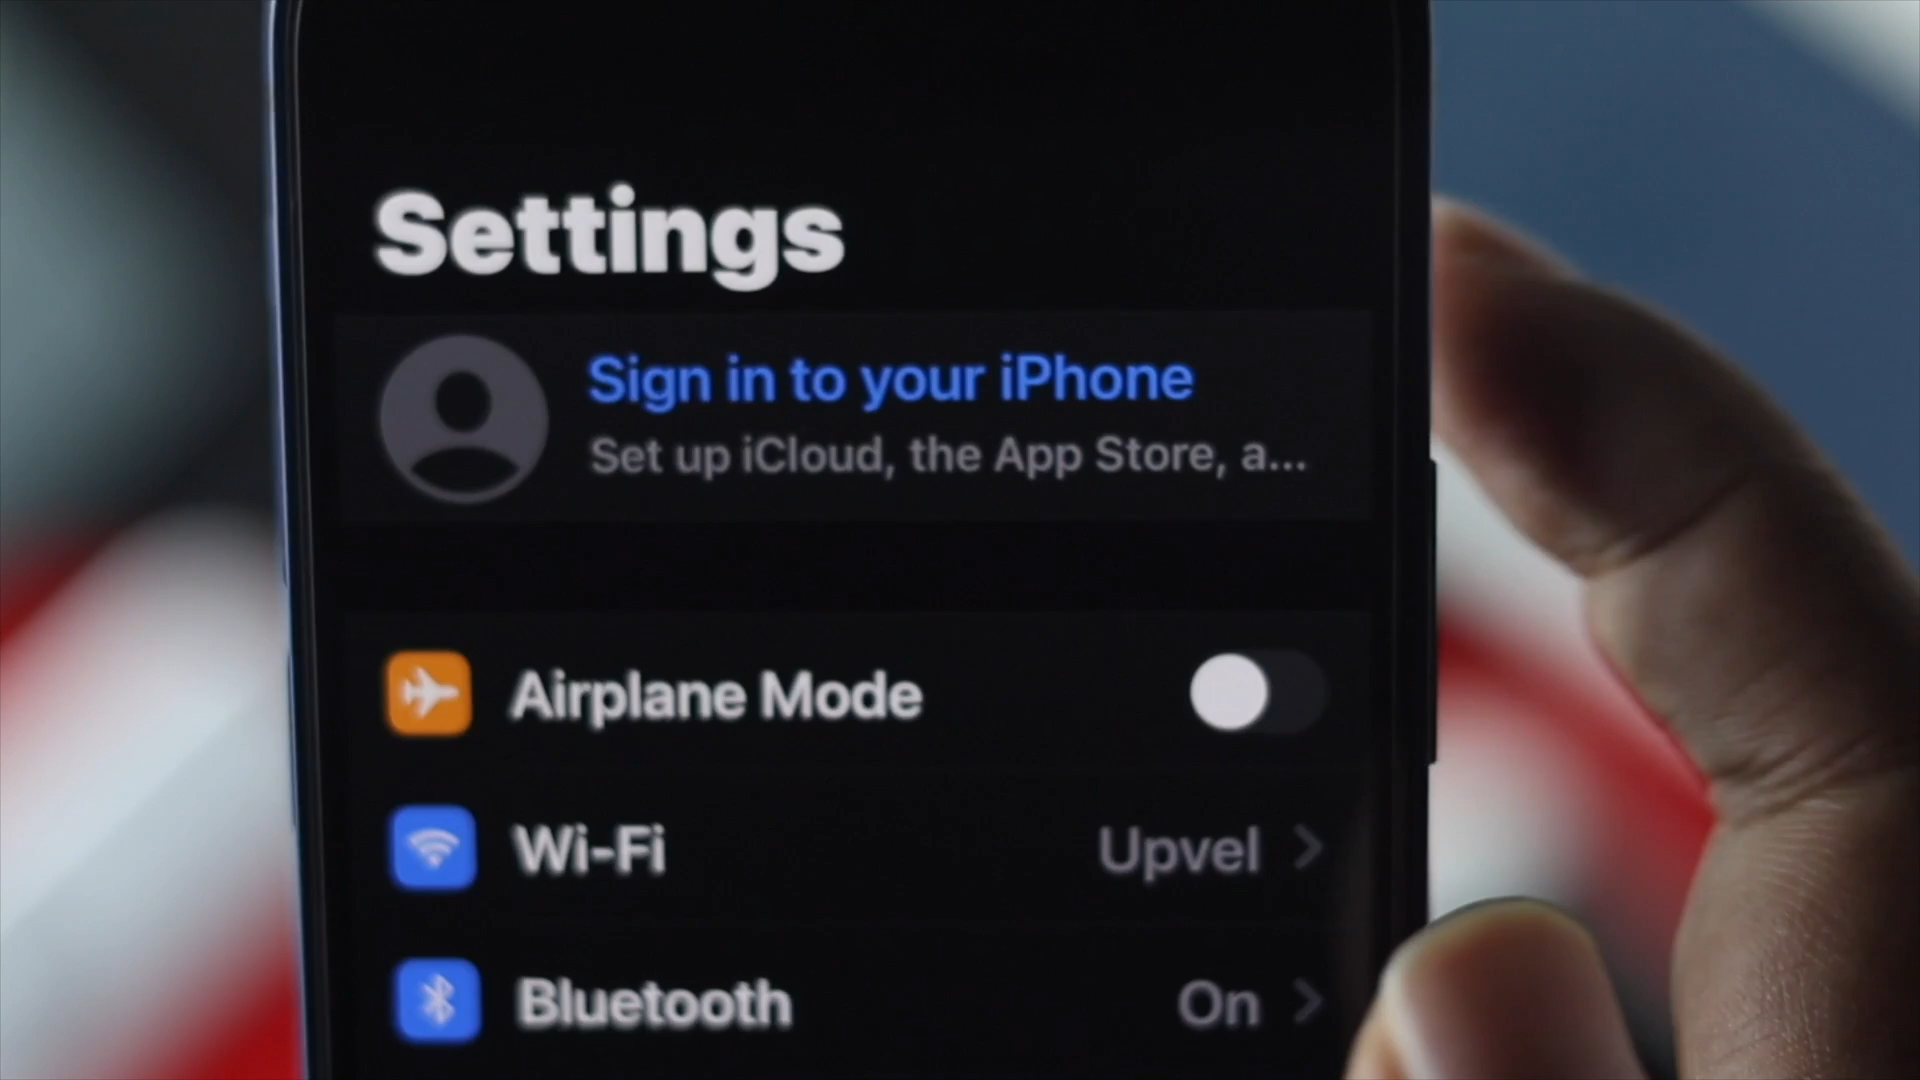 Settings
Sign in to your iPhone
Set up iCloud, the App Store, a...
Airplane Mode
Wi-Fi Upvel
Bluetooth On